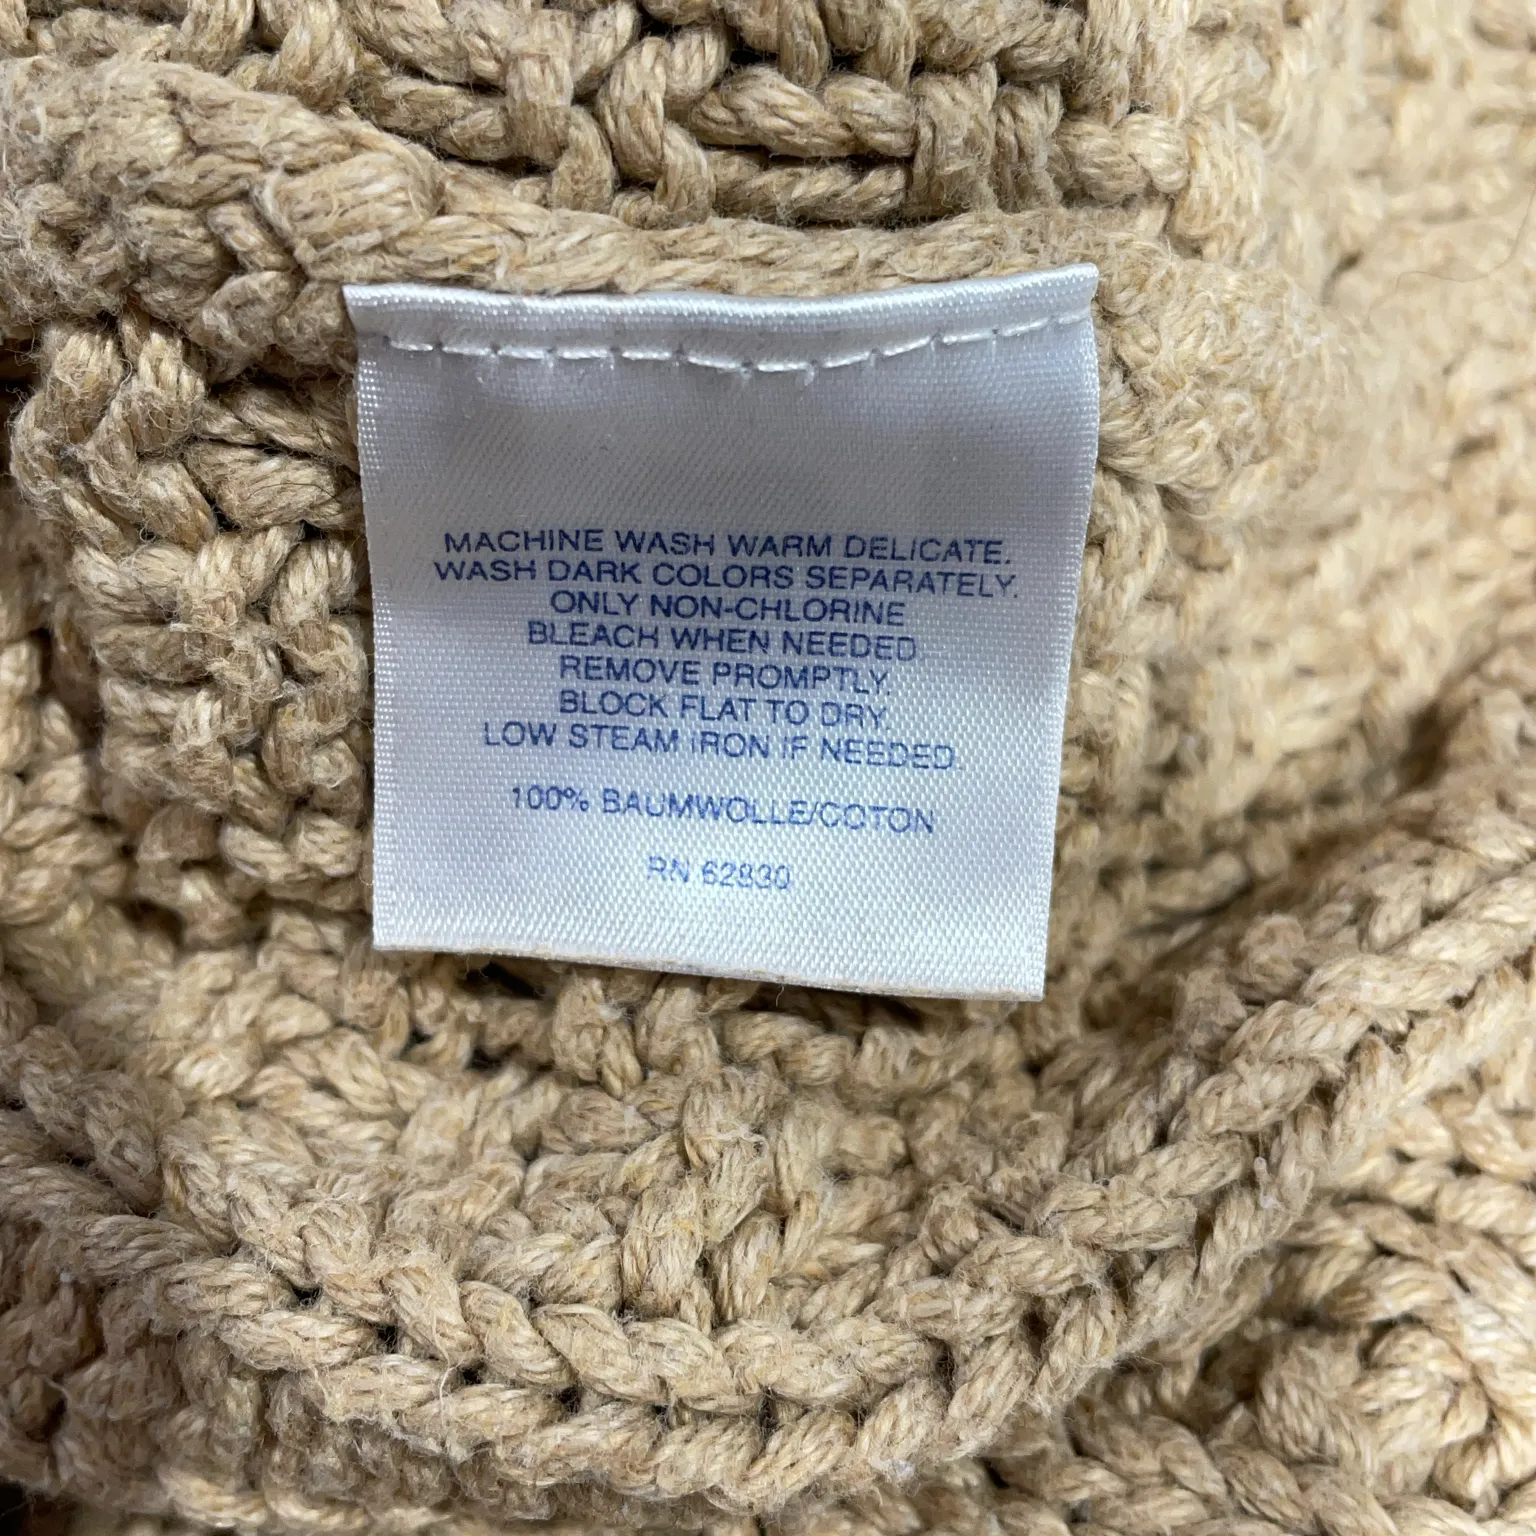 MACHINE WASH WARM DELICATE.
WASH DARK COLORS SEPARATELY.
ONLY NON-CHLORINE
BLEACH WHEN NEEDED.
REMOVE PROMPTLY.
BLOCK FLAT TO DRY.
LOW STEAM IRON IF NEEDED.
100% BAUMWOLLE/COTON
RN 62830